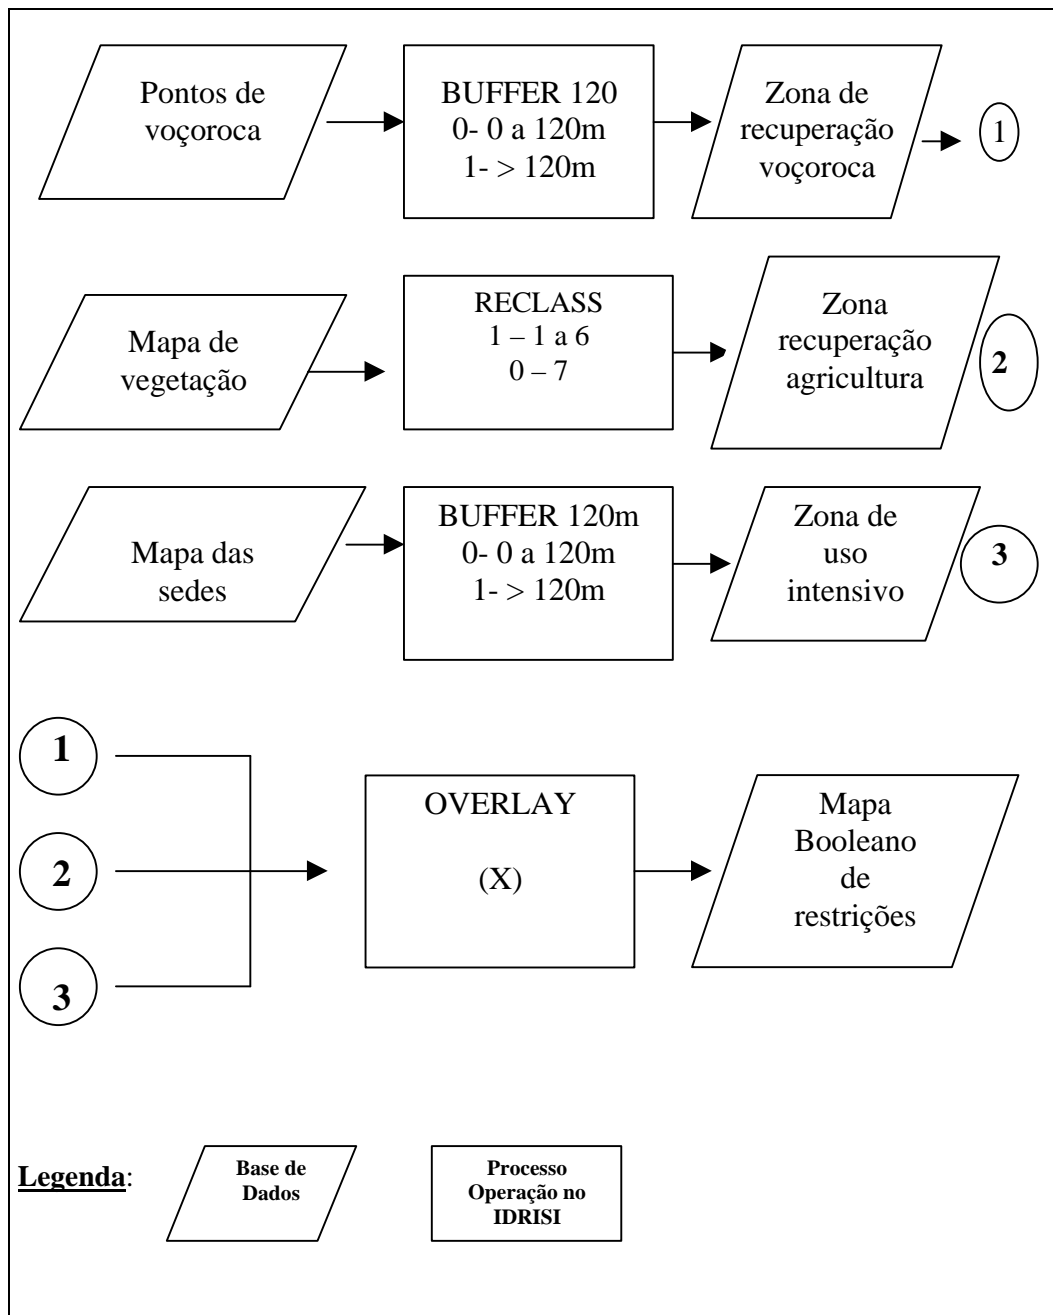 Pontos de
voçoroca
BUFFER 120
0- 0 a 120m
1- > 120m
Zona de
recuperação
voçoroca
1
Mapa de
vegetação
RECLASS
1 – 1 a 6
0 – 7
Zona
recuperação
agricultura
2
Mapa das
sedes
BUFFER 120m
0- 0 a 120m
1- > 120m
Zona de
uso
intensivo
3
1
2
3
OVERLAY
(X)
Mapa
Booleano
de
restrições
Legenda:
Base de
Dados
Processo
Operação no
IDRISI